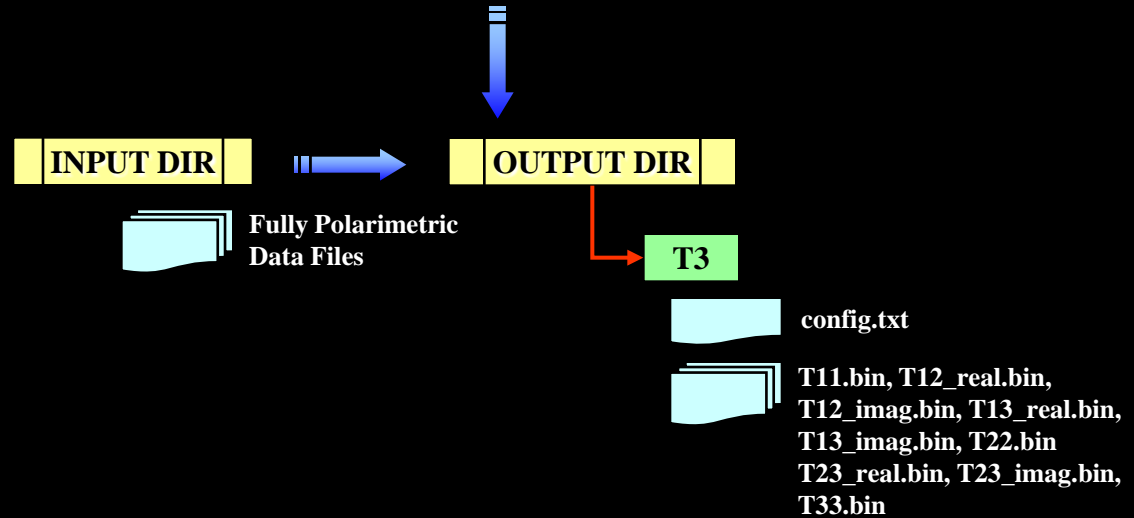 INPUT DIR
OUTPUT DIR
Fully Polarimetric
Data Files
T3
config.txt
T11.bin, T12_real.bin,
T12_imag.bin, T13_real.bin,
T13_imag.bin, T22.bin
T23_real.bin, T23_imag.bin,
T33.bin